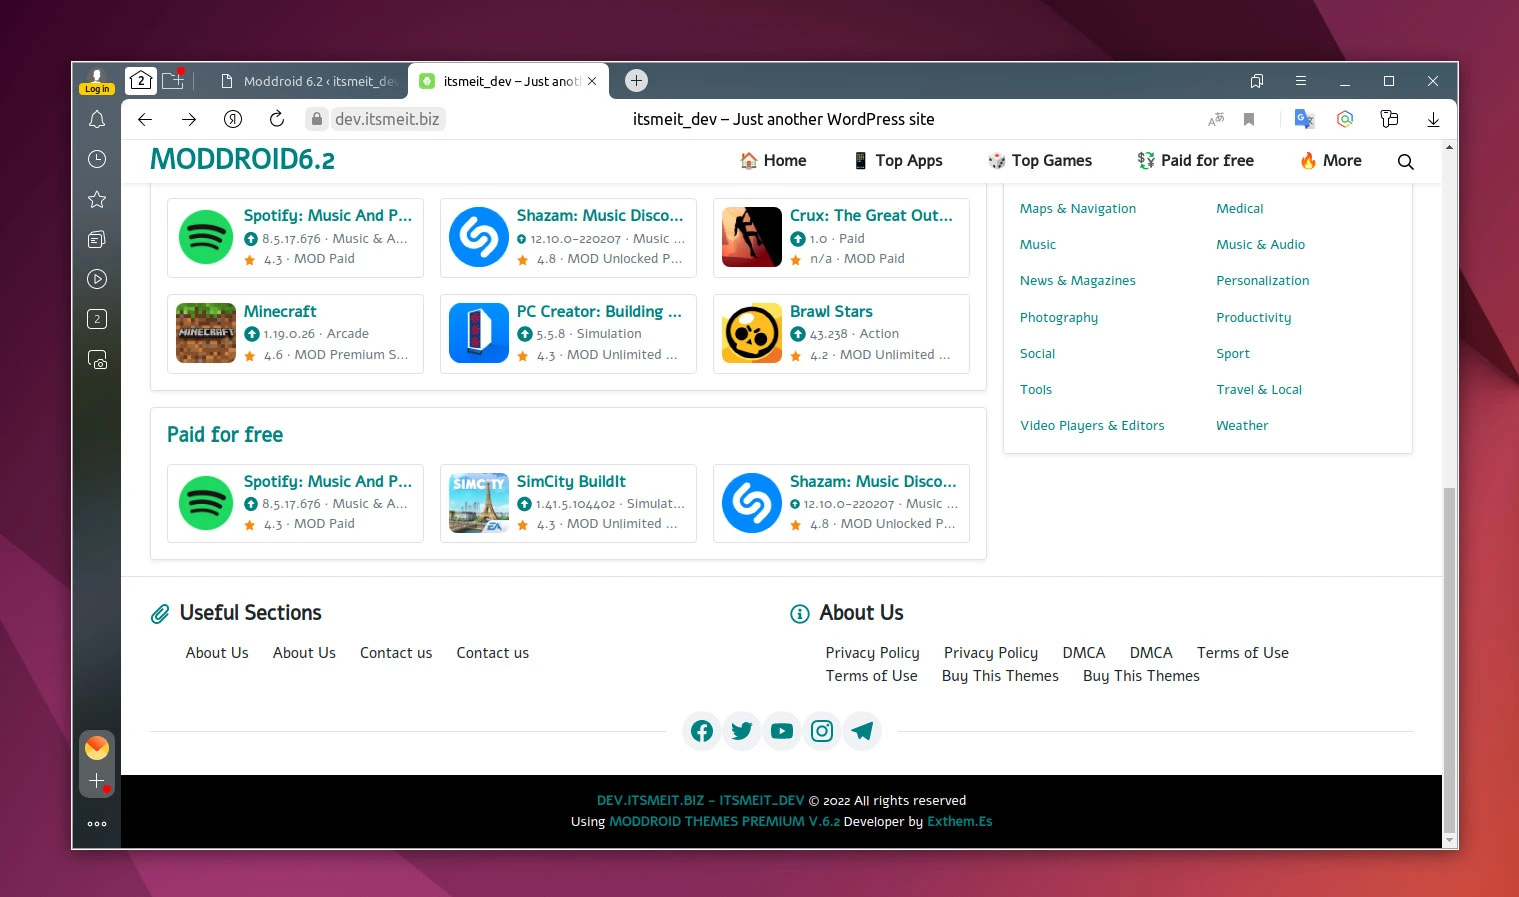 Log in
2
Moddroid 6.2 ‹ itsmeit_de
itsmeit_dev – Just anot
dev.itsmeit.biz
itsmeit_dev – Just another WordPress site
MODDROID6.2
Home
Top Apps
Top Games
Paid for free
More
Spotify: Music And P...
8.5.17.676 · Music & A...
4.3 · MOD Paid
Shazam: Music Disco...
12.10.0-220207 · Music ...
4.8 · MOD Unlocked P...
Crux: The Great Out...
1.0 · Paid
n/a · MOD Paid
MINECRAFT
Minecraft
1.19.0.26 · Arcade
4.6 · MOD Premium S...
PC Creator: Building ...
5.5.8 · Simulation
4.3 · MOD Unlimited ...
Brawl Stars
43.238 · Action
4.2 · MOD Unlimited ...
Maps & Navigation
Medical
Music
Music & Audio
News & Magazines
Personalization
Photography
Productivity
Social
Sport
Tools
Travel & Local
Video Players & Editors
Weather
2
Paid for free
Spotify: Music And P...
8.5.17.676 · Music & A...
4.3 · MOD Paid
SIMCITY
EA
SimCity BuildIt
1.41.5.104402 · Simulat...
4.3 · MOD Unlimited ...
Shazam: Music Disco...
12.10.0-220207 · Music ...
4.8 · MOD Unlocked P...
Useful Sections
About Us About Us Contact us Contact us
About Us
Privacy Policy Privacy Policy DMCA DMCA Terms of Use
Terms of Use Buy This Themes Buy This Themes
DEV.ITSMEIT.BIZ - ITSMEIT_DEV © 2022 All rights reserved
Using MODDROID THEMES PREMIUM V.6.2 Developer by Exthem.Es